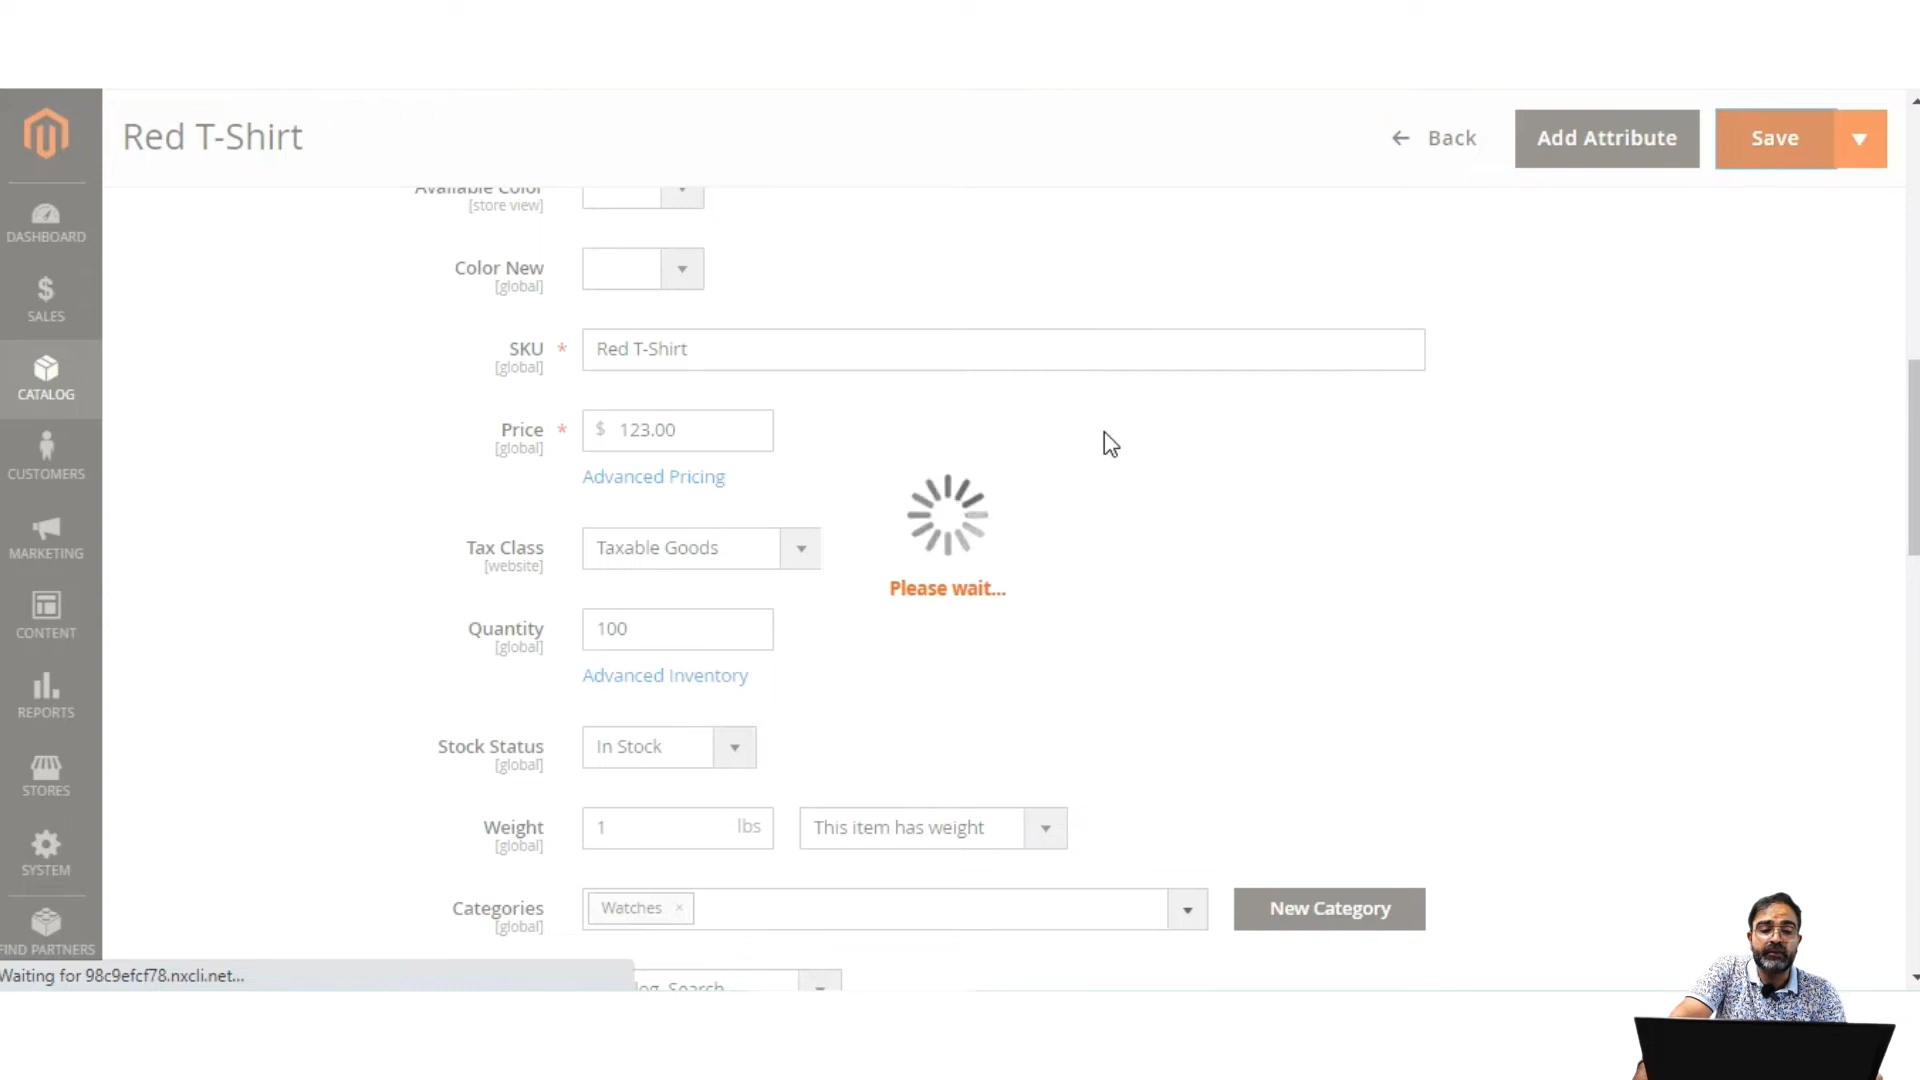 Red T-Shirt
← Back
Add Attribute
Save
DASHBOARD
SALES
CATALOG
CUSTOMERS
MARKETING
CONTENT
REPORTS
STORES
SYSTEM
FIND PARTNERS
Available Color
[store view]
Color New
[global]
SKU * Red T-Shirt
[global]
Price * $ 123.00
[global]
Advanced Pricing
Tax Class Taxable Goods
[website]
Please wait...
Quantity 100
[global]
Advanced Inventory
Stock Status In Stock
[global]
Weight 1 lbs This item has weight
[global]
Categories Watches × New Category
[global]
Waiting for 98c9efcf78.nxcli.net...
Search